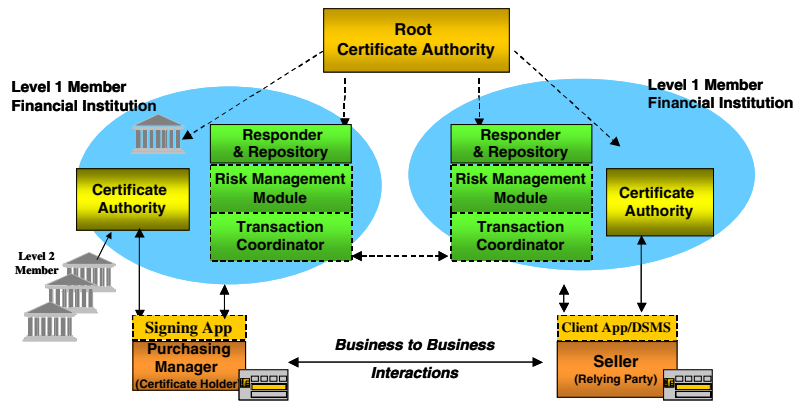 Root
Certificate Authority
Level 1 Member
Financial Institution
Level 1 Member
Financial Institution
Responder
& Repository
Risk Management
Module
Transaction
Coordinator
Responder
& Repository
Risk Management
Module
Transaction
Coordinator
Certificate
Authority
Certificate
Authority
Level 2
Member
Signing App
Purchasing
Manager
(Certificate Holder
Client App/DSMS
Seller
(Relying Party)
Business to Business
Interactions